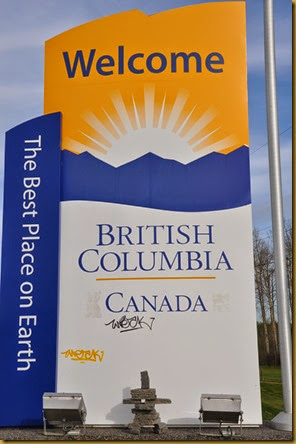 Welcome
The Best Place on Earth
BRITISH
COLUMBIA
CANADA